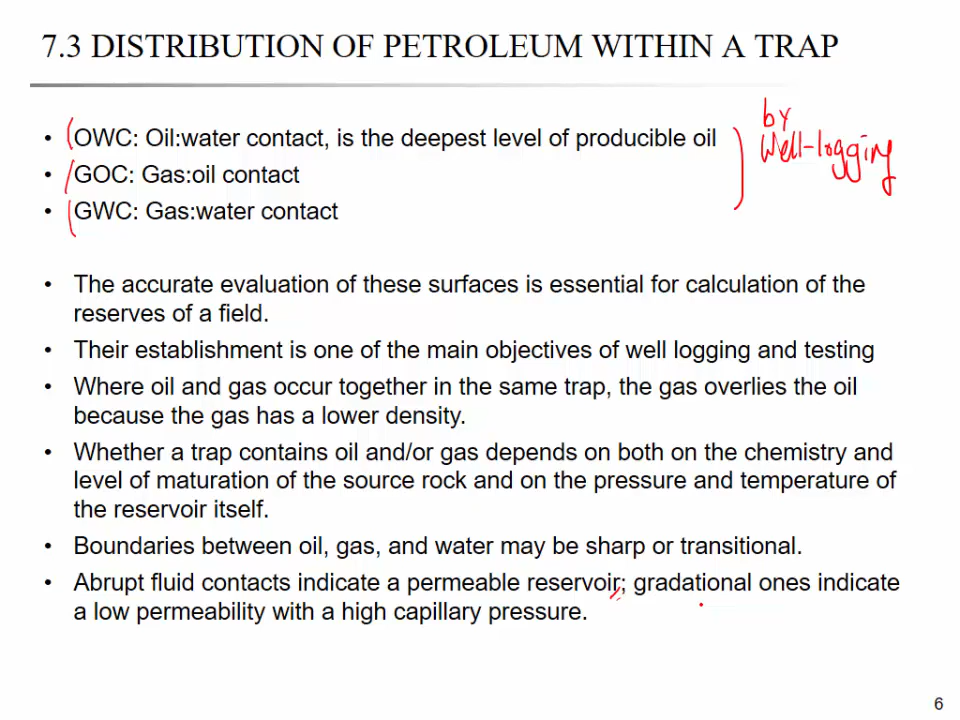 7.3 DISTRIBUTION OF PETROLEUM WITHIN A TRAP
• OWC: Oil:water contact, is the deepest level of producible oil
• GOC: Gas:oil contact
• GWC: Gas:water contact
by
Well-logging
• The accurate evaluation of these surfaces is essential for calculation of the
reserves of a field.
• Their establishment is one of the main objectives of well logging and testing
• Where oil and gas occur together in the same trap, the gas overlies the oil
because the gas has a lower density.
• Whether a trap contains oil and/or gas depends on both on the chemistry and
level of maturation of the source rock and on the pressure and temperature of
the reservoir itself.
• Boundaries between oil, gas, and water may be sharp or transitional.
• Abrupt fluid contacts indicate a permeable reservoir; gradational ones indicate
a low permeability with a high capillary pressure.
6